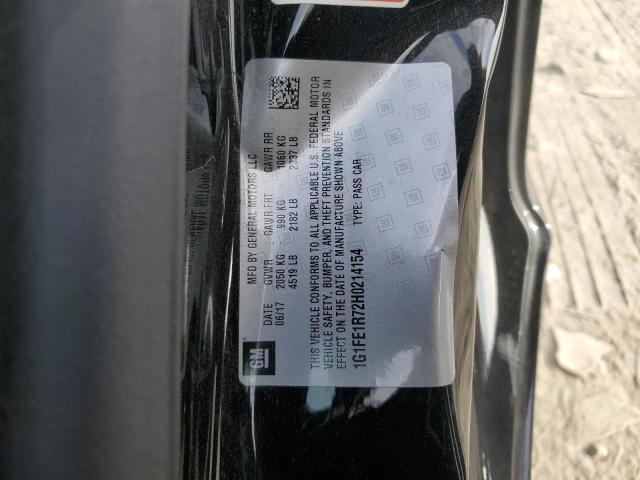 MFD BY GENERAL MOTORS LLC
DATE GVWR GAWR FRT GAWR RR
06/17 2050 KG 990 KG 1060 KG
4519 LB 2182 LB 2337 LB
THIS VEHICLE CONFORMS TO ALL APPLICABLE U.S. FEDERAL MOTOR
VEHICLE SAFETY, BUMPER, AND THEFT PREVENTION STANDARDS IN
EFFECT ON THE DATE OF MANUFACTURE SHOWN ABOVE.
1G1FE1R72H0214154 TYPE: PASS CAR
GM